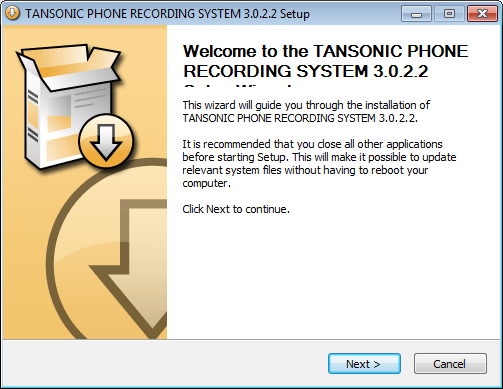 TANSONIC PHONE RECORDING SYSTEM 3.0.2.2 Setup
Welcome to the TANSONIC PHONE
RECORDING SYSTEM 3.0.2.2
This wizard will guide you through the installation of
TANSONIC PHONE RECORDING SYSTEM 3.0.2.2.
It is recommended that you close all other applications
before starting Setup. This will make it possible to update
relevant system files without having to reboot your
computer.
Click Next to continue.
Next >
Cancel